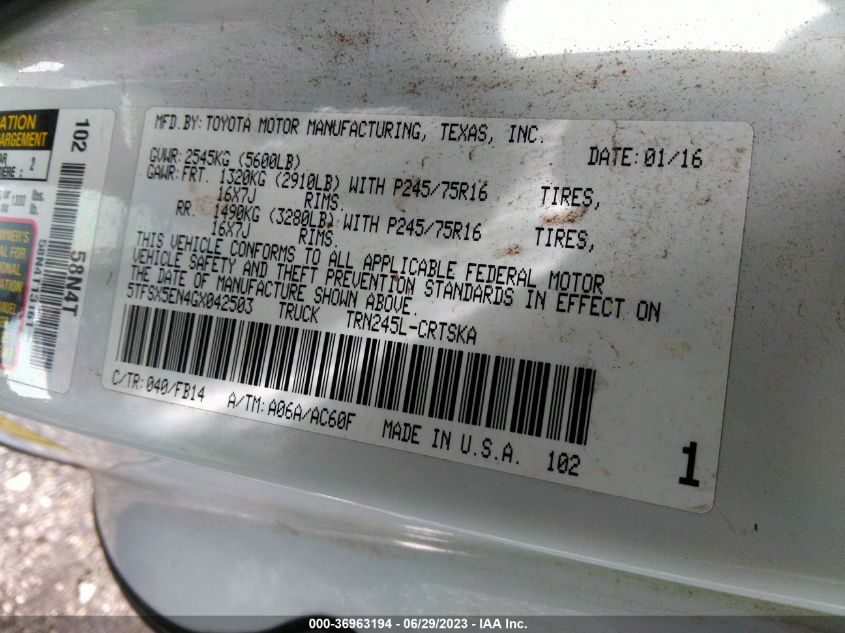 MFD.BY: TOYOTA MOTOR MANUFACTURING, TEXAS, INC.
DATE: 01/16
GVWR: 2545KG (5600LB)
GAWR: FRT. 1320KG (2910LB) WITH P245/75R16 TIRES,
16X7J RIMS.
RR. 1490KG (3280LB) WITH P245/75R16 TIRES,
16X7J RIMS.
THIS VEHICLE CONFORMS TO ALL APPLICABLE FEDERAL MOTOR
VEHICLE SAFETY AND THEFT PREVENTION STANDARDS IN EFFECT ON
THE DATE OF MANUFACTURE SHOWN ABOVE.
5TFSX5EN4GX042503 TRUCK TRN245L-CRTSKA
C/TR: 040/FB14 A/TM: A06A/AC60F MADE IN U.S.A. 102
1
102
58N4T
2
000-36963194 - 06/29/2023 - IAA Inc.